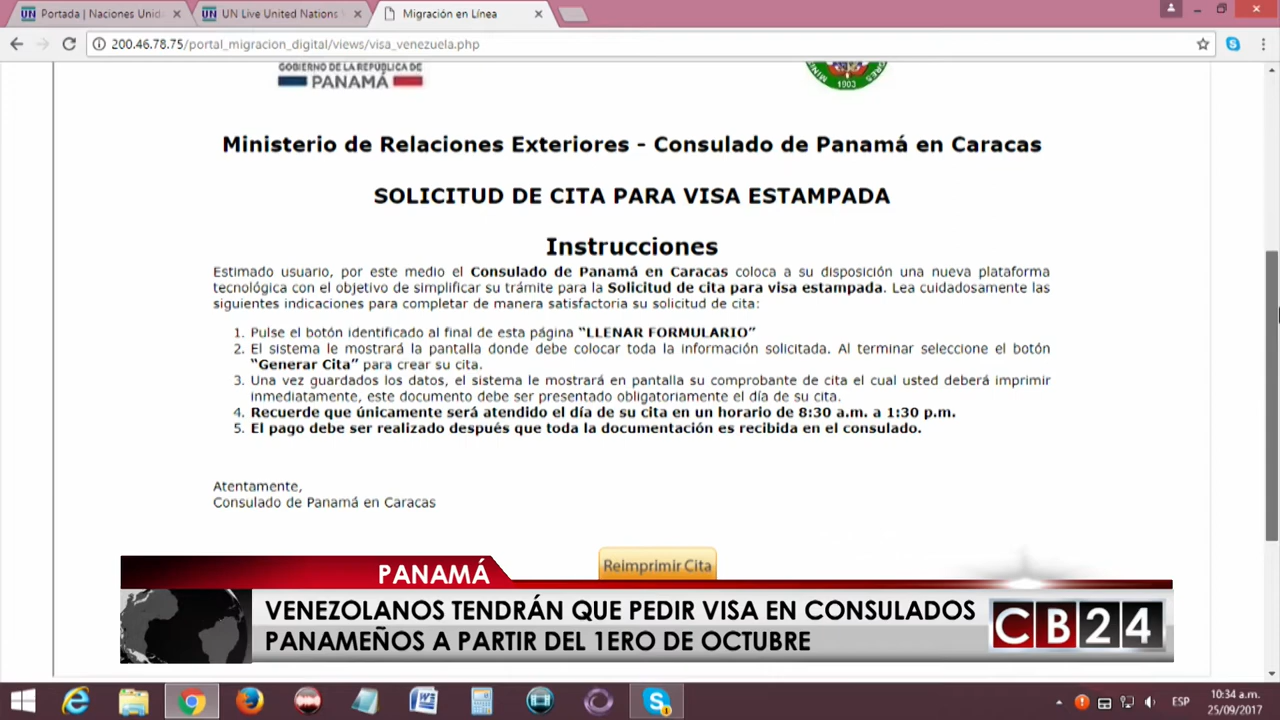 UN Portada | Naciones Unid
UN UN Live United Nations
Migración en Línea
200.46.78.75/portal_migracion_digital/views/visa_venezuela.php
GOBIERNO DE LA REPÚBLICA DE
PANAMÁ
1903
Ministerio de Relaciones Exteriores - Consulado de Panamá en Caracas
SOLICITUD DE CITA PARA VISA ESTAMPADA
Instrucciones
Estimado usuario, por este medio el Consulado de Panamá en Caracas coloca a su disposición una nueva plataforma
tecnológica con el objetivo de simplificar su trámite para la Solicitud de cita para visa estampada. Lea cuidadosamente las
siguientes indicaciones para completar de manera satisfactoria su solicitud de cita:
1. Pulse el botón identificado al final de esta página “LLENAR FORMULARIO”
2. El sistema le mostrará la pantalla donde debe colocar toda la información solicitada. Al terminar seleccione el botón
“Generar Cita” para crear su cita.
3. Una vez guardados los datos, el sistema le mostrará en pantalla su comprobante de cita el cual usted deberá imprimir
inmediatamente, este documento debe ser presentado obligatoriamente el día de su cita.
4. Recuerde que únicamente será atendido el día de su cita en un horario de 8:30 a.m. a 1:30 p.m.
5. El pago debe ser realizado después que toda la documentación es recibida en el consulado.
Atentamente,
Consulado de Panamá en Caracas
Reimprimir Cita
PANAMÁ
VENEZOLANOS TENDRÁN QUE PEDIR VISA EN CONSULADOS
PANAMEÑOS A PARTIR DEL 1ERO DE OCTUBRE
CB24
ESP
10:34 a.m.
25/09/2017